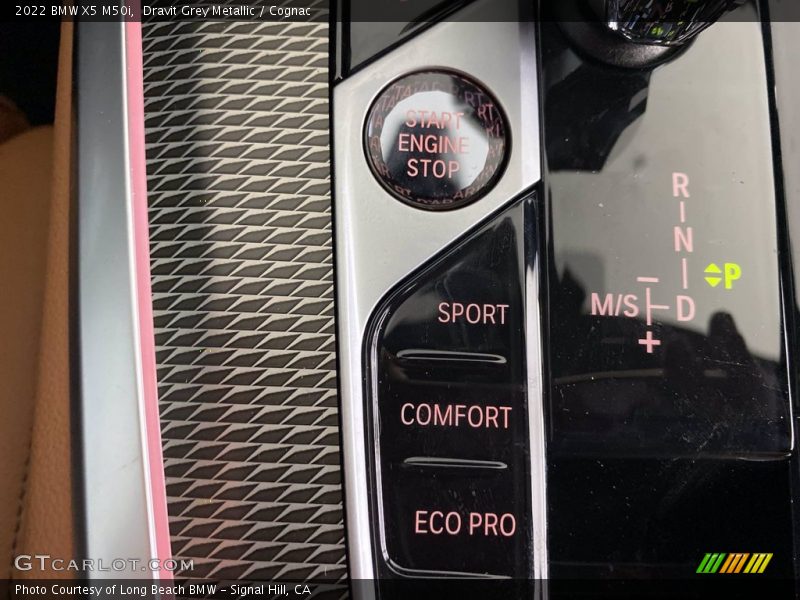 2022 BMW X5 M50i, Dravit Grey Metallic / Cognac
START
ENGINE
STOP
SPORT
COMFORT
ECO PRO
R
N
P
M/S
D
-
+
GTCARLOT.COM
Photo Courtesy of Long Beach BMW - Signal Hill, CA